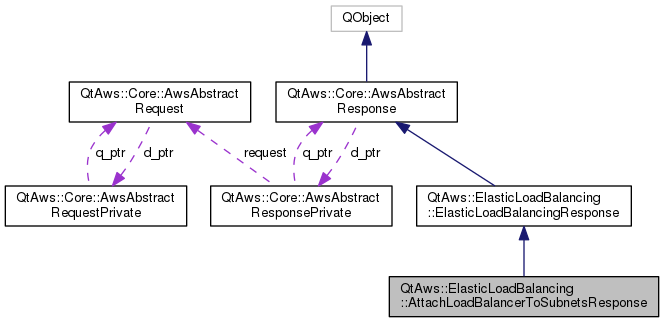 QObject
QtAws::Core::AwsAbstract
Request
QtAws::Core::AwsAbstract
Response
q_ptr
d_ptr
request
q_ptr
d_ptr
QtAws::Core::AwsAbstract
RequestPrivate
QtAws::Core::AwsAbstract
ResponsePrivate
QtAws::ElasticLoadBalancing
::ElasticLoadBalancingResponse
QtAws::ElasticLoadBalancing
::AttachLoadBalancerToSubnetsResponse